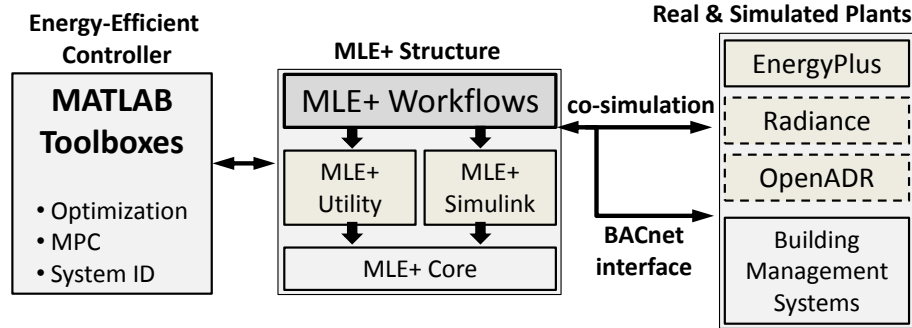 Energy-Efficient
Controller
MATLAB
Toolboxes
• Optimization
• MPC
• System ID
MLE+ Structure
MLE+ Workflows
MLE+
Utility
MLE+
Simulink
MLE+ Core
co-simulation
BACnet
interface
Real & Simulated Plants
EnergyPlus
Radiance
OpenADR
Building
Management
Systems